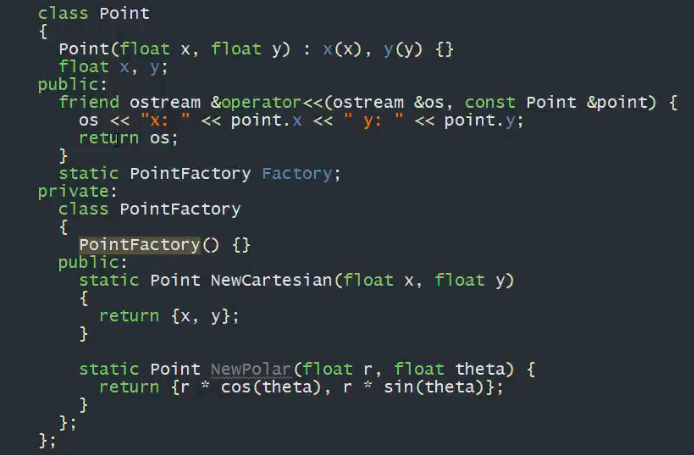 class Point
{
  Point(float x, float y) : x(x), y(y) {}
  float x, y;
public:
  friend ostream &operator<<(ostream &os, const Point &point) {
    os << "x: " << point.x << " y: " << point.y;
    return os;
  }
  static PointFactory Factory;
private:
  class PointFactory
  {
    PointFactory() {}
  public:
    static Point NewCartesian(float x, float y)
    {
      return {x, y};
    }

    static Point NewPolar(float r, float theta) {
      return {r * cos(theta), r * sin(theta)};
    }
  };
};